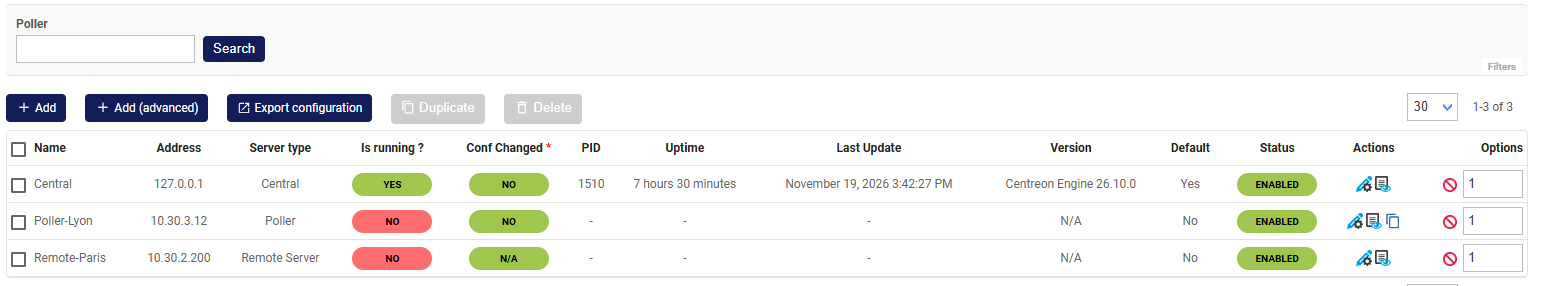 Poller
Search
Filters
+ Add + Add (advanced) Export configuration Duplicate Delete 30 1-3 of 3
Name Address Server type Is running ? Conf Changed * PID Uptime Last Update Version Default Status Actions Options
Central 127.0.0.1 Central YES NO 1510 7 hours 30 minutes November 19, 2026 3:42:27 PM Centreon Engine 26.10.0 Yes ENABLED 1
Poller-Lyon 10.30.3.12 Poller NO NO - - - N/A No ENABLED 1
Remote-Paris 10.30.2.200 Remote Server NO N/A - - - N/A No ENABLED 1